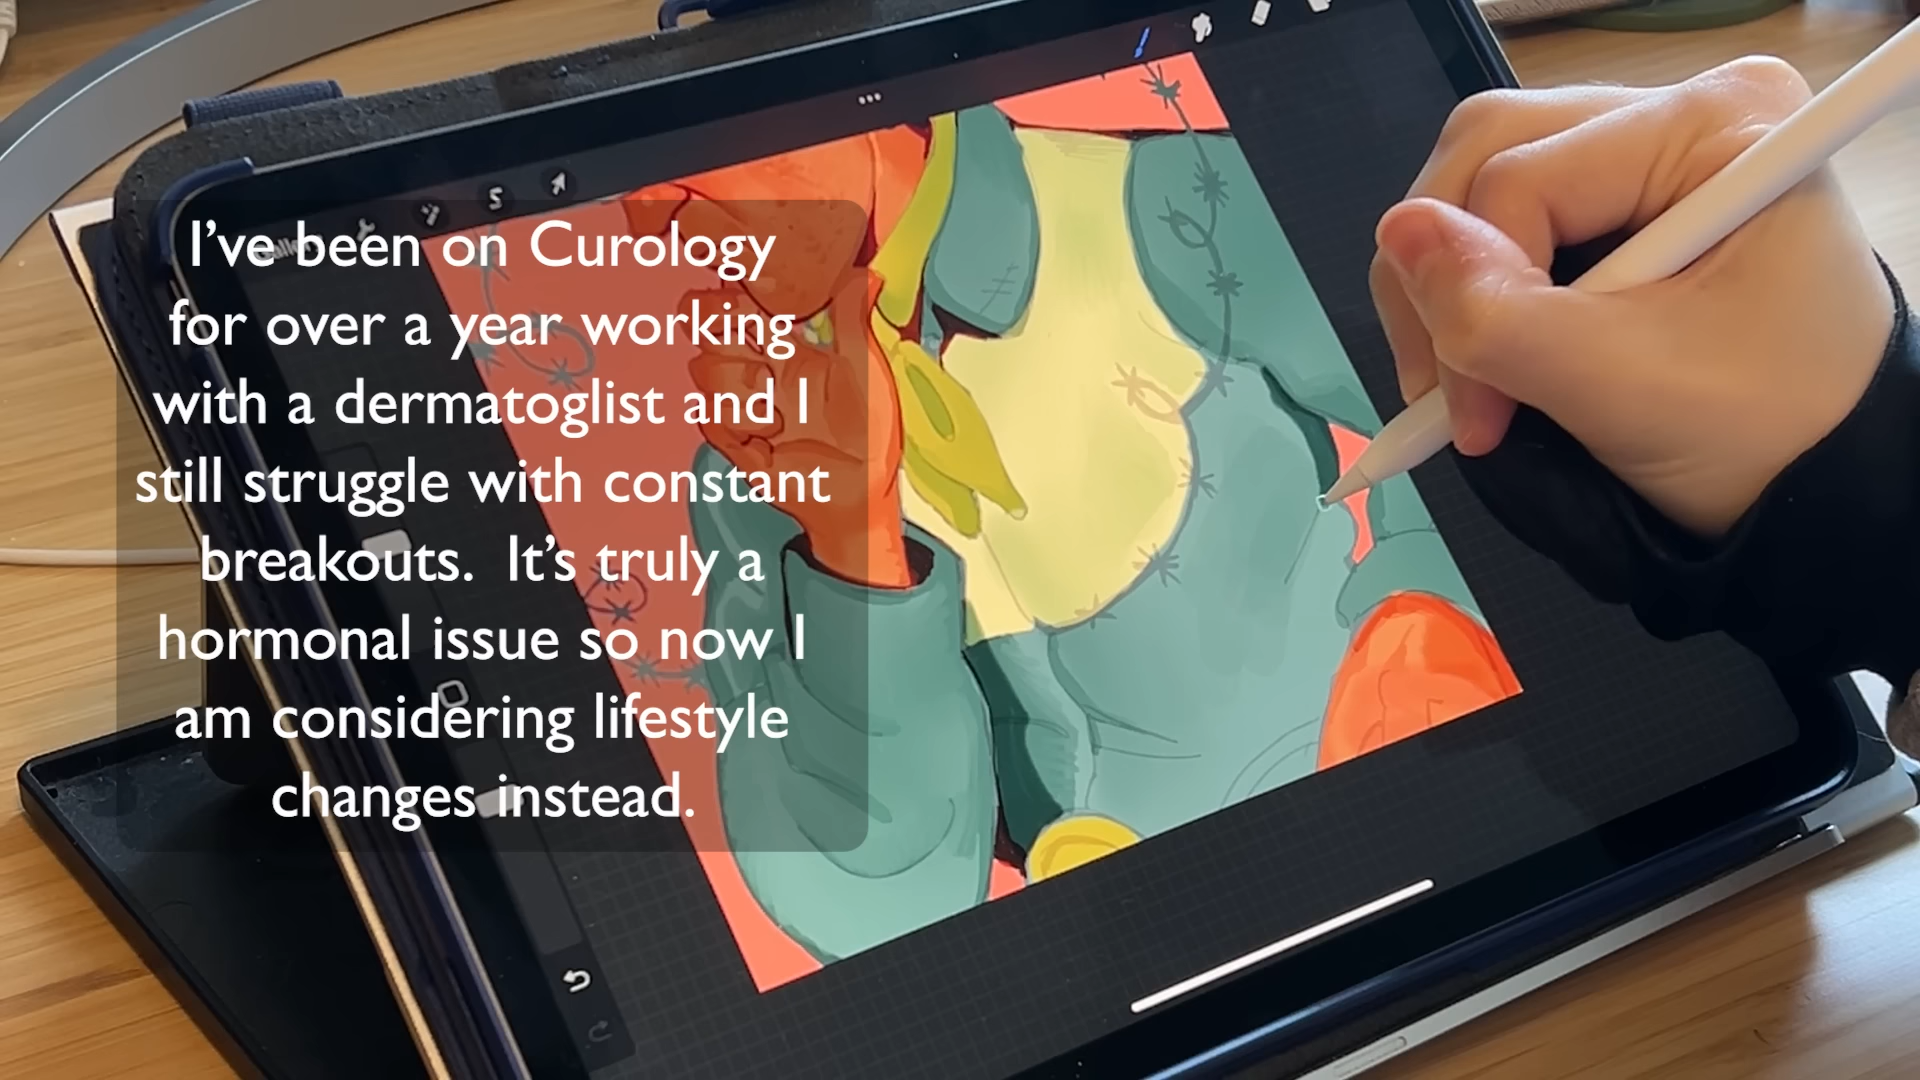 I’ve been on Curology
for over a year working
with a dermatoglist and I
still struggle with constant
breakouts.  It’s truly a
hormonal issue so now I
am considering lifestyle
changes instead.